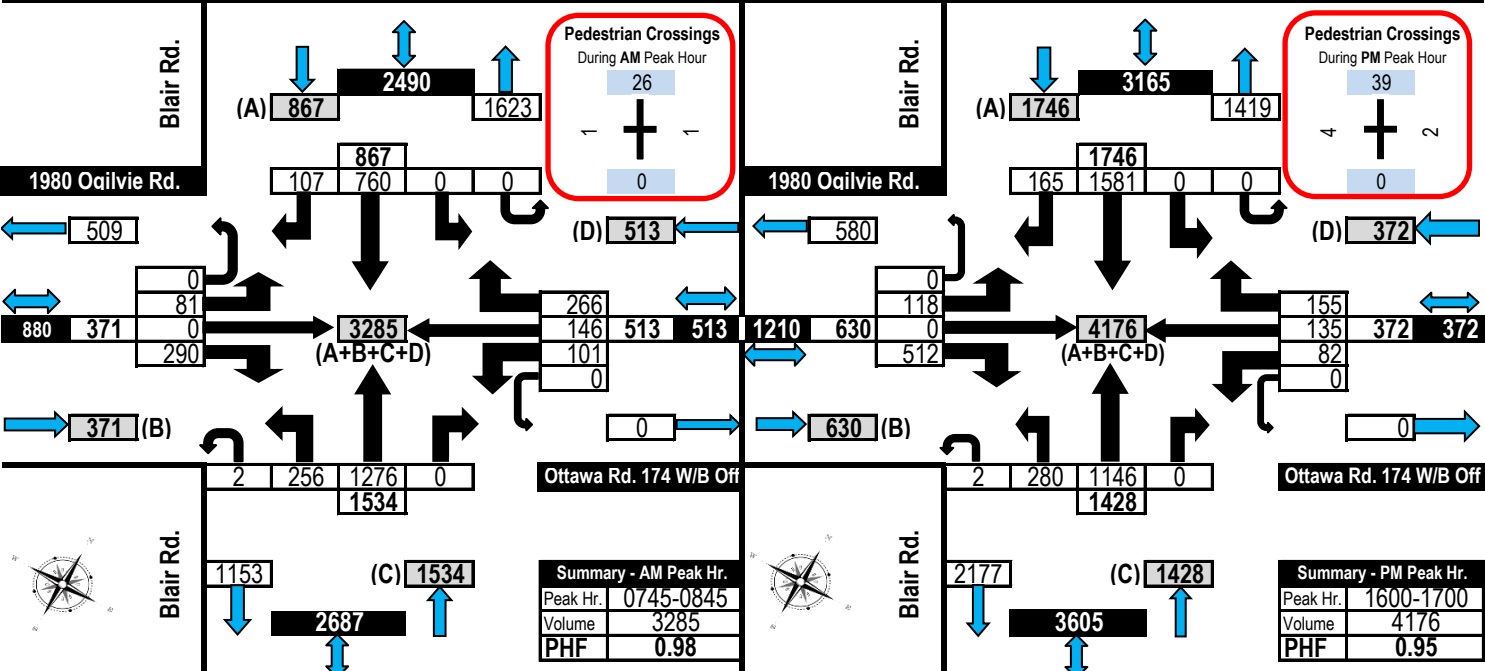 Blair Rd.
2490
(A) 867
1623
Pedestrian Crossings
During AM Peak Hour
26
1
1
0
867
107 760 0 0
1980 Ogilvie Rd.
509
(D) 513
0
81
880 371 0
290
3285
(A+B+C+D)
266
146 513 513
101
0
371 (B)
0
2 256 1276 0
1534
Ottawa Rd. 174 W/B Off
Blair Rd.
1153
(C) 1534
2687
Summary - AM Peak Hr.
Peak Hr. 0745-0845
Volume 3285
PHF 0.98
Blair Rd.
3165
(A) 1746
1419
Pedestrian Crossings
During PM Peak Hour
39
4
2
0
1746
165 1581 0 0
1980 Ogilvie Rd.
580
(D) 372
0
118
1210 630 0
512
4176
(A+B+C+D)
155
135 372 372
82
0
630 (B)
0
2 280 1146 0
1428
Ottawa Rd. 174 W/B Off
Blair Rd.
2177
(C) 1428
3605
Summary - PM Peak Hr.
Peak Hr. 1600-1700
Volume 4176
PHF 0.95